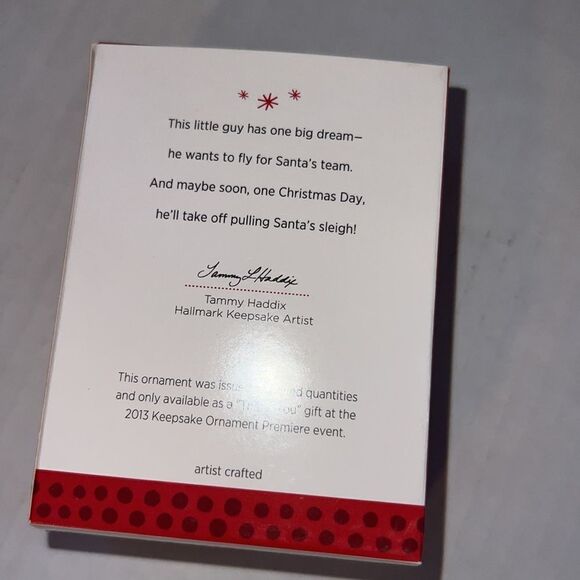 This little guy has one big dream—
he wants to fly for Santa's team.
And maybe soon, one Christmas Day,
he'll take off pulling Santa's sleigh!
Tammy L Haddix
Tammy Haddix
Hallmark Keepsake Artist
This ornament was quantities
and only available as a gift at the
2013 Keepsake Ornament Premiere event.
artist crafted